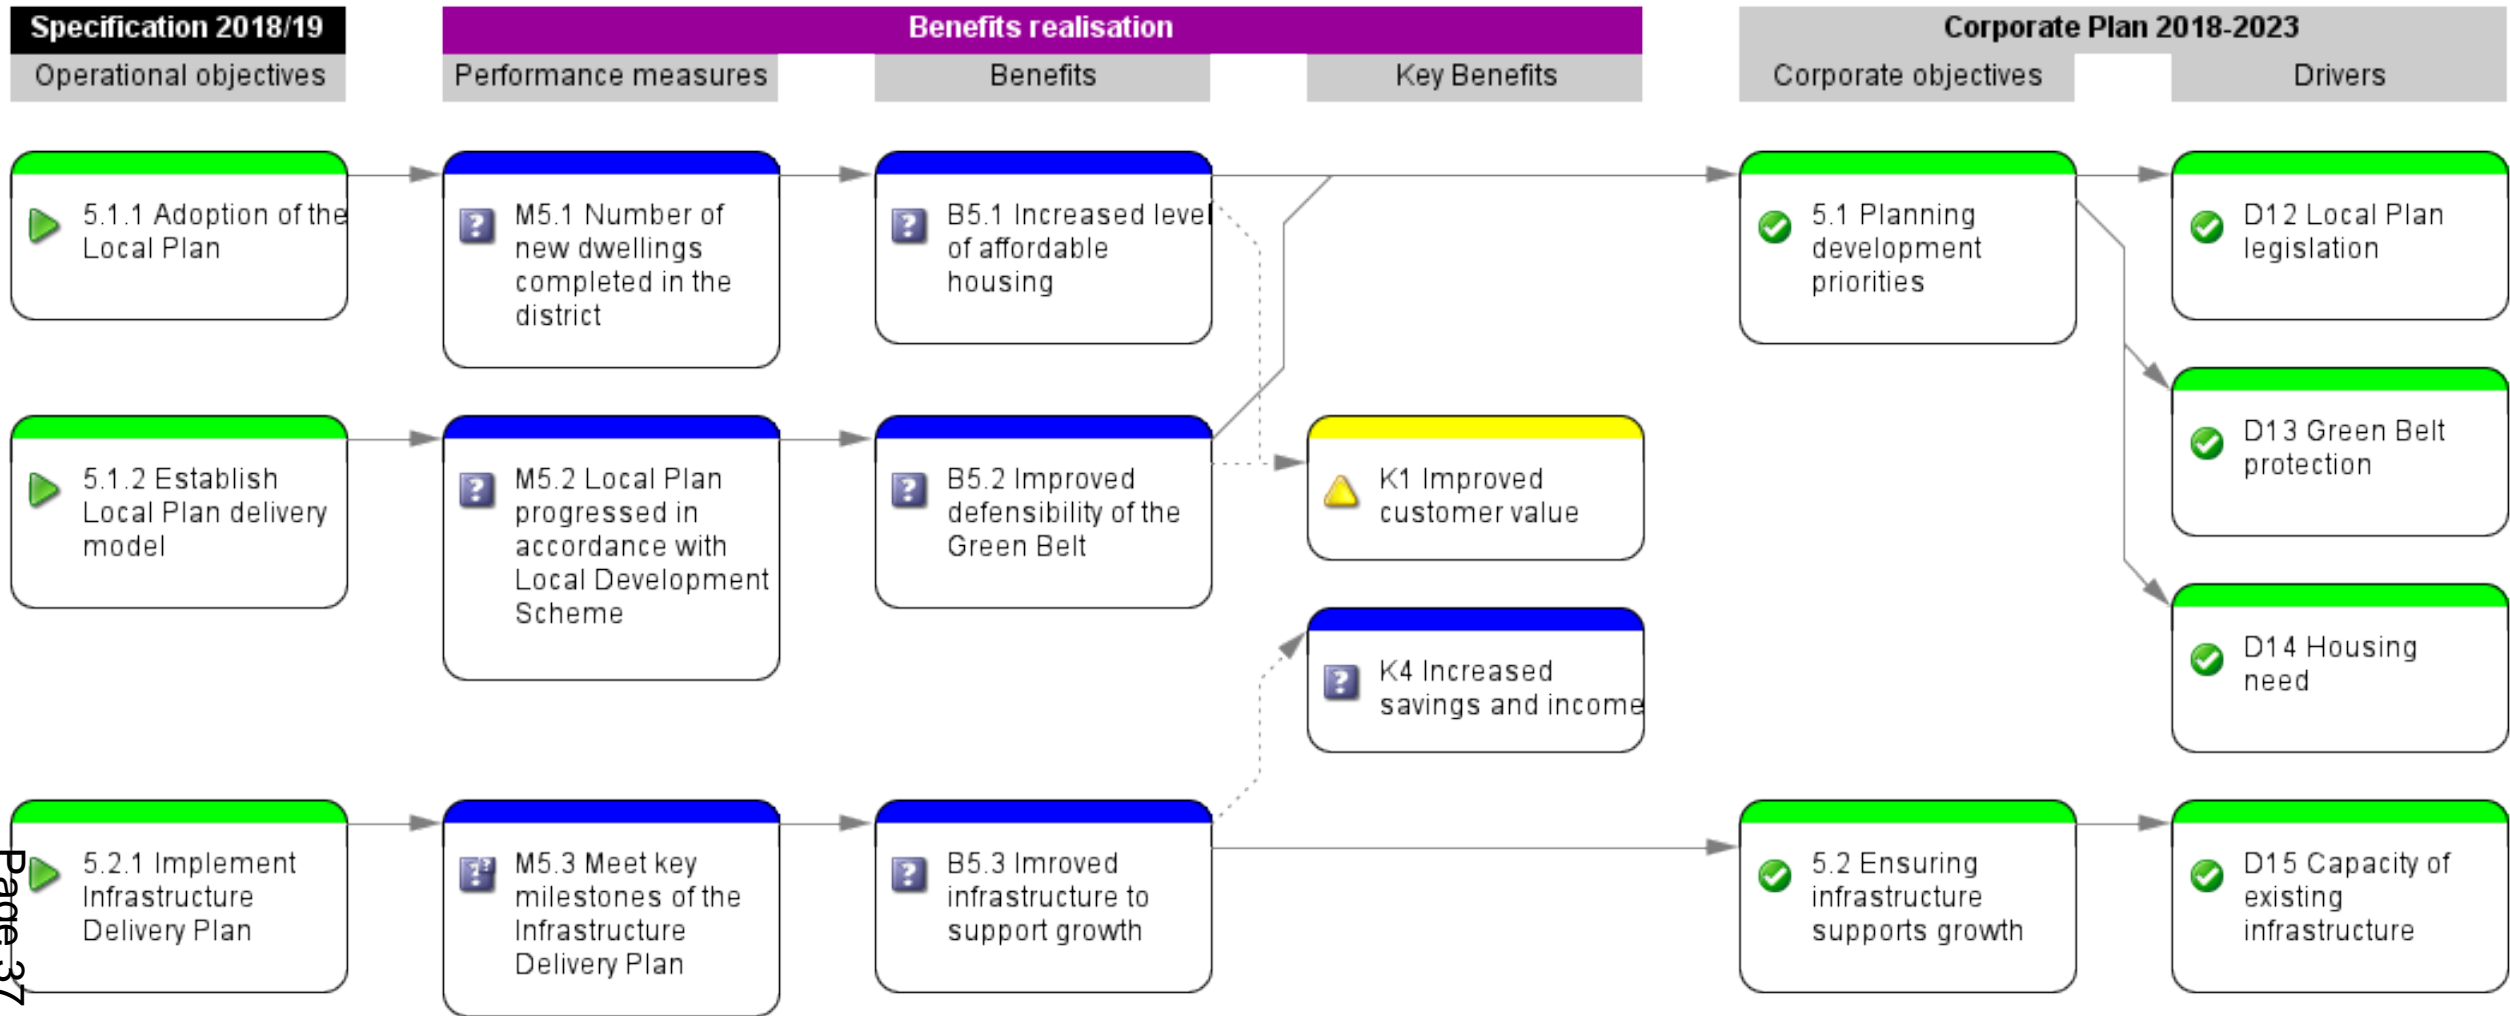 Specification 2018/19
Benefits realisation
Corporate Plan 2018-2023
Operational objectives
Performance measures
Benefits
Key Benefits
Corporate objectives
Drivers
5.1.1 Adoption of the
Local Plan
M5.1 Number of
new dwellings
completed in the
district
B5.1 Increased level
of affordable
housing
5.1 Planning
development
priorities
D12 Local Plan
legislation
D13 Green Belt
protection
5.1.2 Establish
Local Plan delivery
model
M5.2 Local Plan
progressed in
accordance with
Local Development
Scheme
B5.2 Improved
defensibility of the
Green Belt
K1 Improved
customer value
K4 Increased
savings and income
D14 Housing
need
5.2.1 Implement
Infrastructure
Delivery Plan
M5.3 Meet key
milestones of the
Infrastructure
Delivery Plan
B5.3 Imroved
infrastructure to
support growth
5.2 Ensuring
infrastructure
supports growth
D15 Capacity of
existing
infrastructure
Page 37